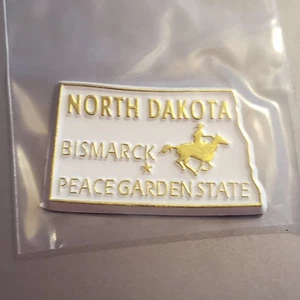 NORTH DAKOTA
BISMARCK
PEACE GARDEN STATE